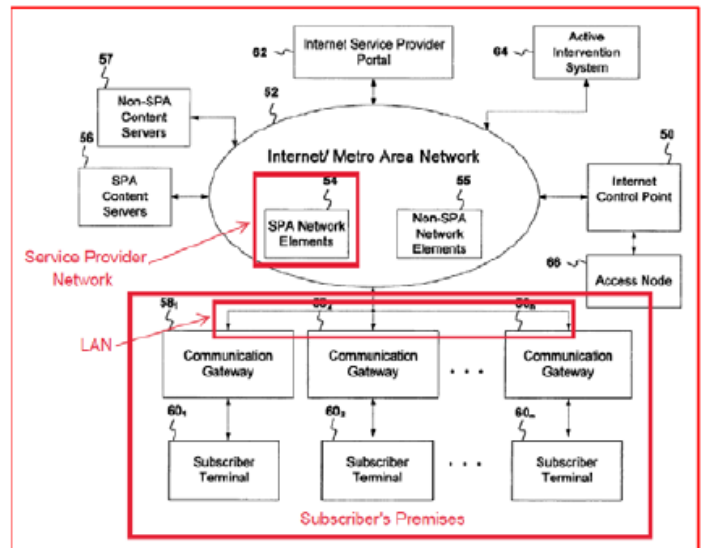 62
Internet Service Provider
Portal
64
Active
Intervention
System
57
Non-SPA
Content
Servers
52
56
SPA
Content
Servers
Internet/ Metro Area Network
54
SPA Network
Elements
55
Non-SPA
Network
Elements
50
Internet
Control
Point
66
Access Node
Service Provider
Network
LAN
58₁
Communication
Gateway
Communication
Gateway
. . .
Communication
Gateway
60₁
Subscriber
Terminal
60₂
Subscriber
Terminal
. . .
Subscriber
Terminal
Subscriber's Premises